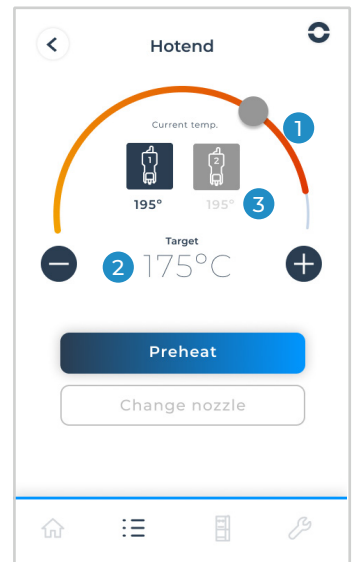 Hotend
1
Current temp.
1 2
195° 195° 3
Target
2 175°C
Preheat
Change nozzle